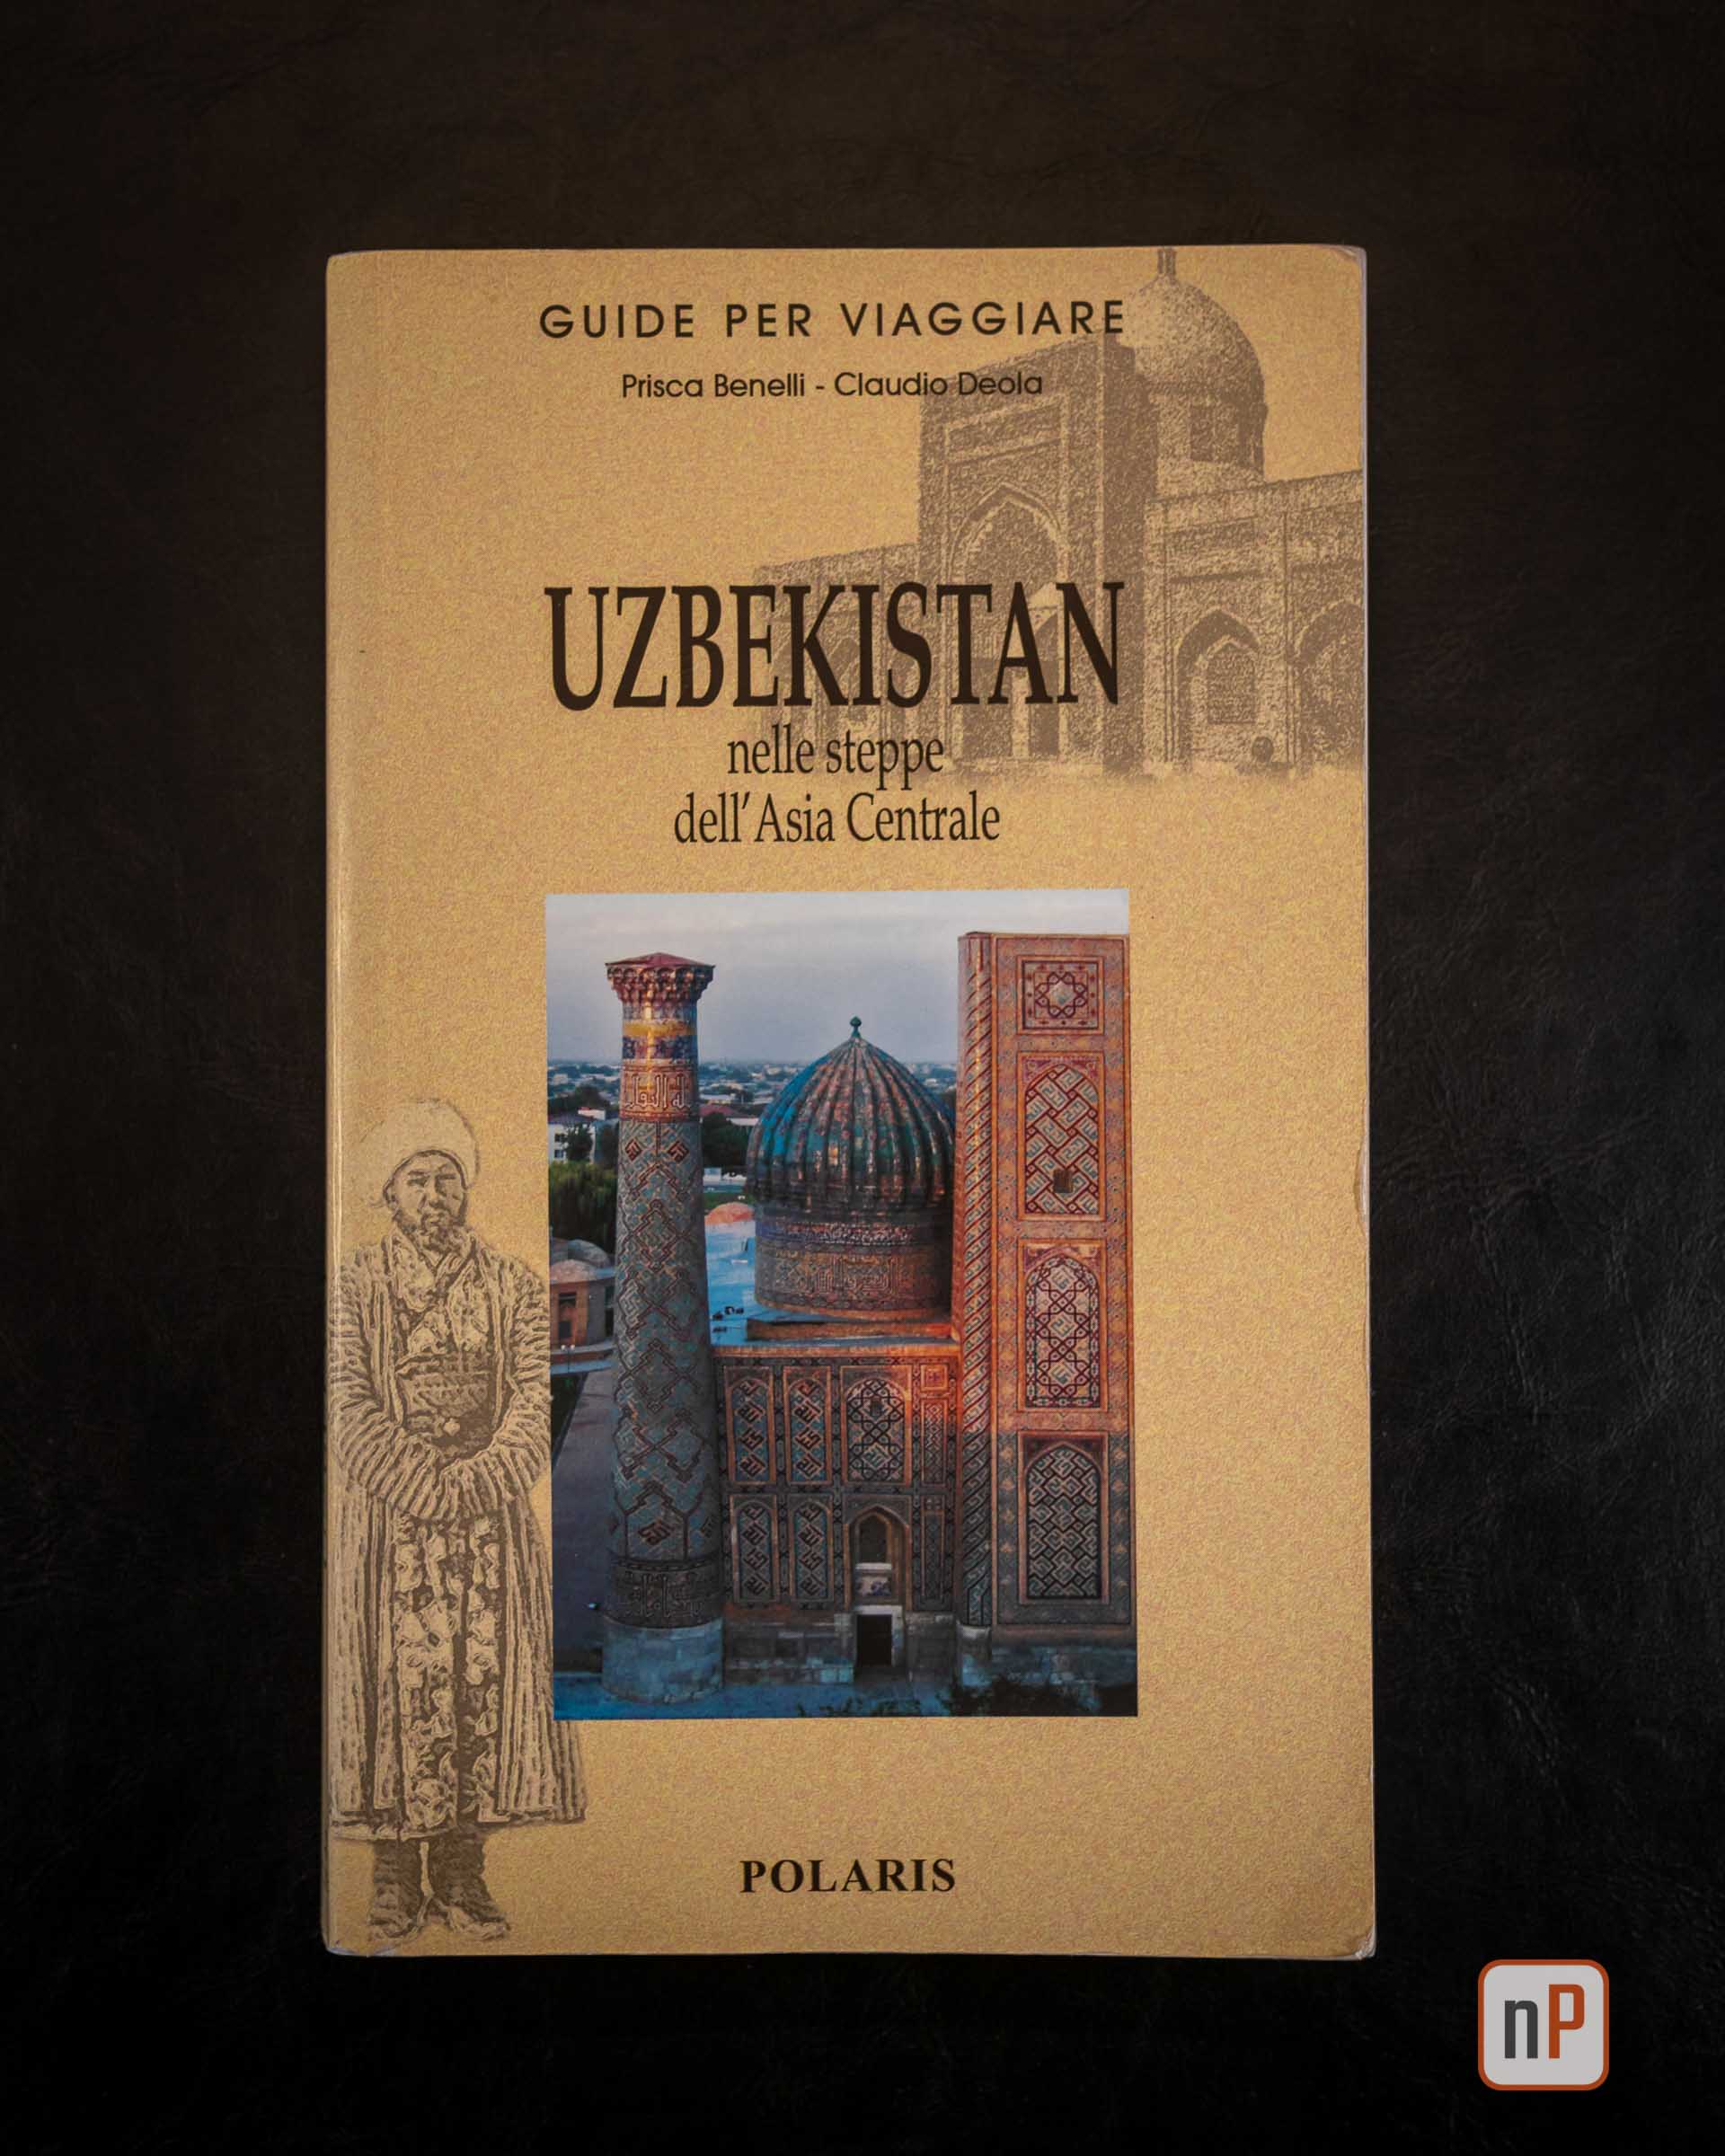 GUIDE PER VIAGGIARE
Prisca Benelli - Claudio Deola
UZBEKISTAN
nelle steppe
dell'Asia Centrale
POLARIS
nP